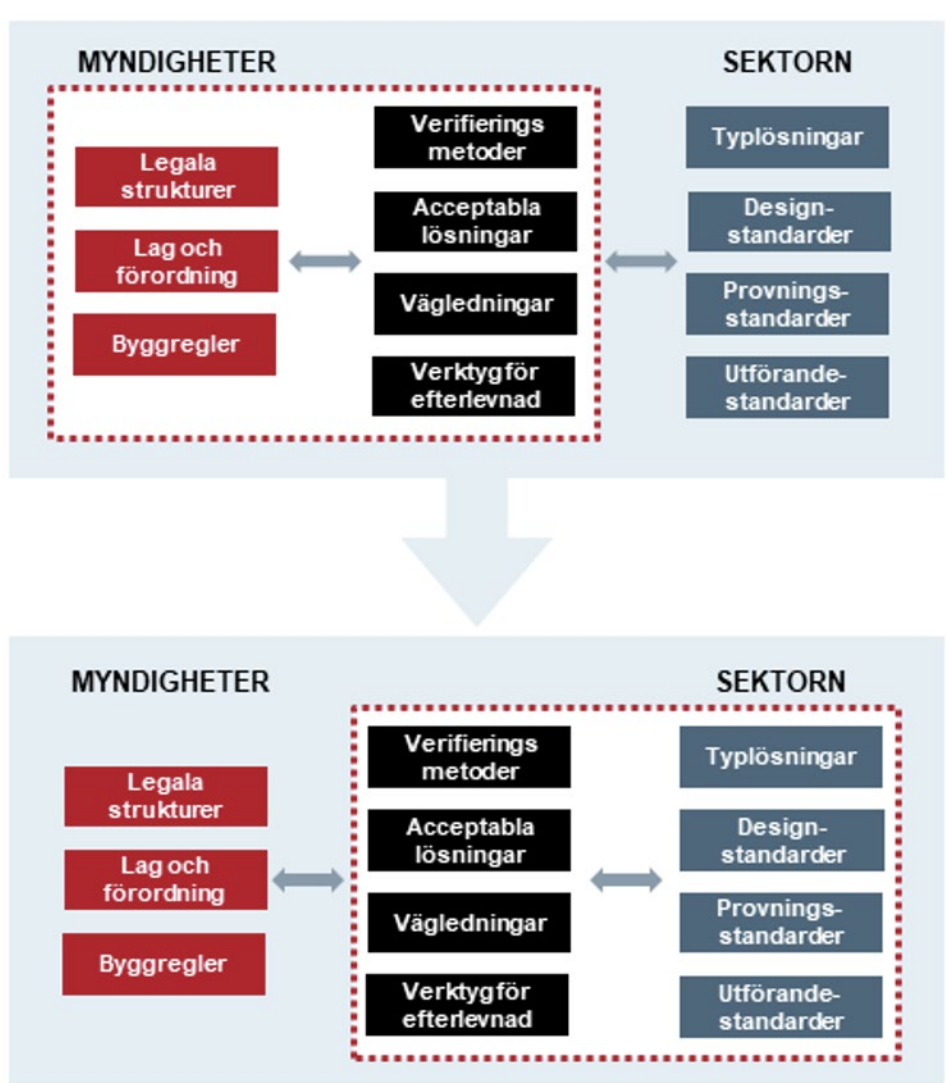 MYNDIGHETER
SEKTORN
Legala
strukturer
Lag och
förordning
Byggregler
Verifierings
metoder
Acceptabla
lösningar
Vägledningar
Verktyg för
efterlevnad
Typlösningar
Design-
standarder
Provnings-
standarder
Utförande-
standarder
MYNDIGHETER
SEKTORN
Legala
strukturer
Lag och
förordning
Byggregler
Verifierings
metoder
Acceptabla
lösningar
Vägledningar
Verktyg för
efterlevnad
Typlösningar
Design-
standarder
Provnings-
standarder
Utförande-
standarder